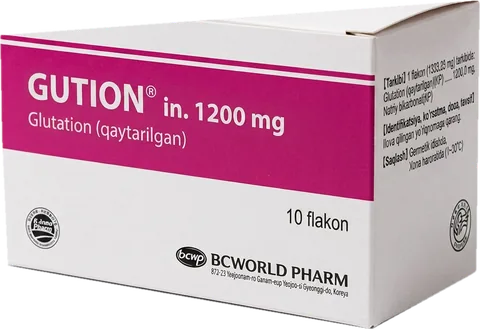 GUTION® in. 1200 mg
Glutation (qaytarilgan)
10 flakon
bcwp
BCWORLD PHARM
872-23 Yeojoonam-ro Ganam-eup Yeojoo-si Gyeonggi-do, Koreya
[Tarkibi] 1 flakon (1333,25 mg) tarkibida:
Glutation (qaytarilgan)(KP) ..... 1200,0 mg,
Natriy bikarbonat(KP)
[Identifikatsiya, ko'rsatma, doza, tavsif]
Ilova qilingan yo'riqnomaga qarang.
[Saqlash] Germetik idishda,
Xona haroratida (1~30°C)